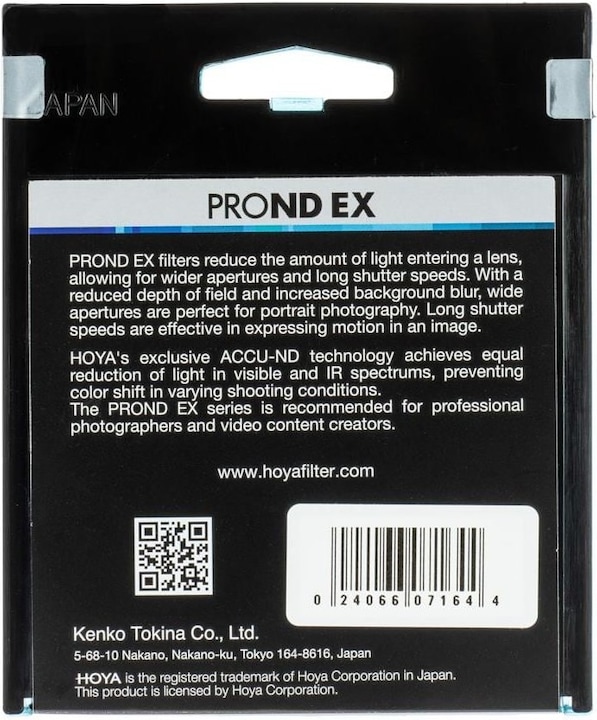 JAPAN
PROND EX
PROND EX filters reduce the amount of light entering a lens,
allowing for wider apertures and long shutter speeds. With a
reduced depth of field and increased background blur, wide
apertures are perfect for portrait photography. Long shutter
speeds are effective in expressing motion in an image.
HOYA's exclusive ACCU-ND technology achieves equal
reduction of light in visible and IR spectrums, preventing
color shift in varying shooting conditions.
The PROND EX series is recommended for professional
photographers and video content creators.
www.hoyafilter.com
0 24066 07164 4
Kenko Tokina Co., Ltd.
5-68-10 Nakano, Nakano-ku, Tokyo 164-8616, Japan
HOYA is the registered trademark of Hoya Corporation in Japan.
This product is licensed by Hoya Corporation.